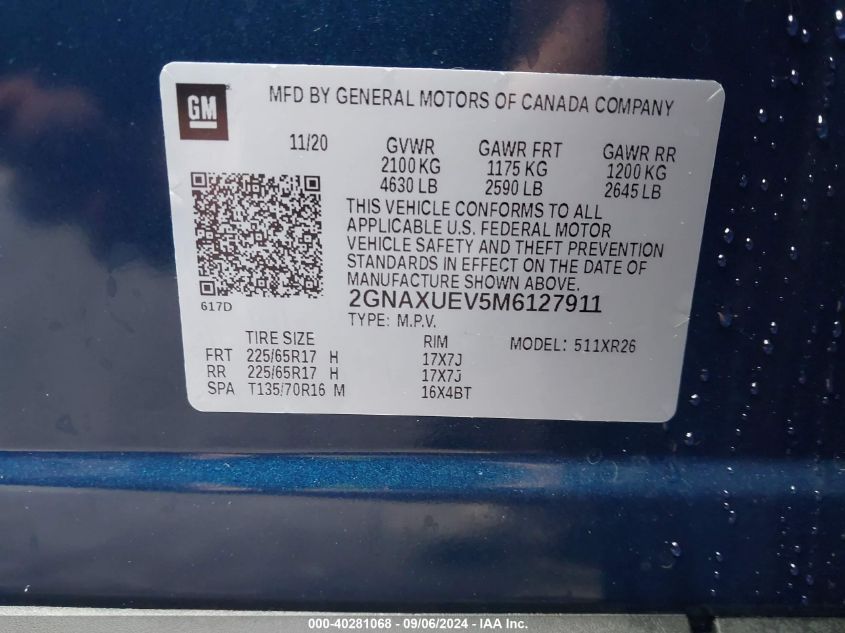 GM
MFD BY GENERAL MOTORS OF CANADA COMPANY
11/20 GVWR GAWR FRT GAWR RR
2100 KG 1175 KG 1200 KG
4630 LB 2590 LB 2645 LB
THIS VEHICLE CONFORMS TO ALL
APPLICABLE U.S. FEDERAL MOTOR
VEHICLE SAFETY AND THEFT PREVENTION
STANDARDS IN EFFECT ON THE DATE OF
MANUFACTURE SHOWN ABOVE.
617D 2GNAXUEV5M6127911
TYPE: M.P.V.
TIRE SIZE RIM MODEL: 511XR26
FRT 225/65R17 H 17X7J
RR 225/65R17 H 17X7J
SPA T135/70R16 M 16X4BT
000-40281068 - 09/06/2024 - IAA Inc.